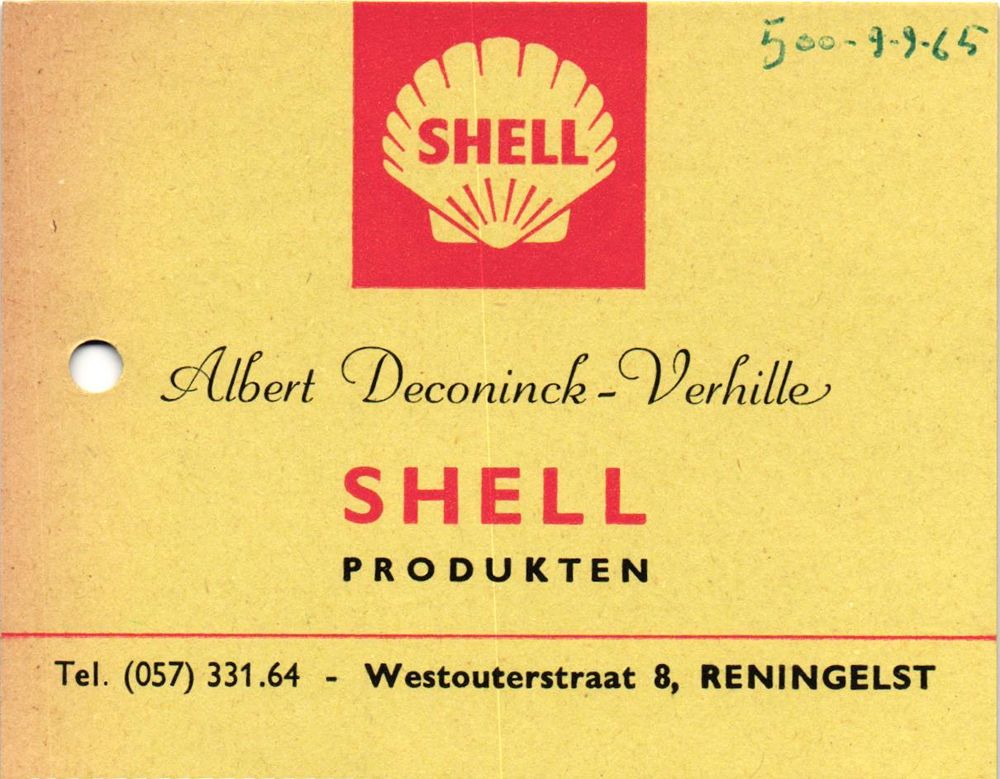 500-9-9-65
SHELL
Albert Deconinck-Verhille
SHELL
PRODUKTEN
Tel. (057) 331.64 - Westouterstraat 8, RENINGELST